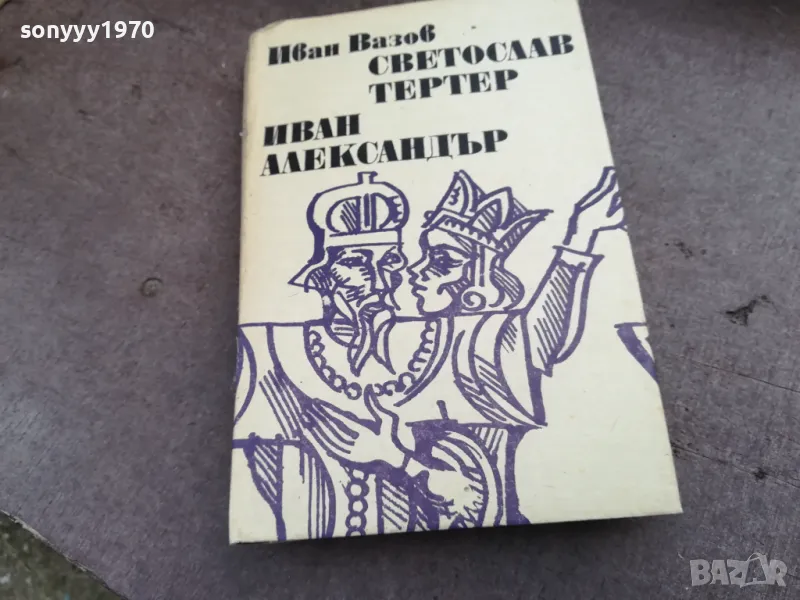 sonyyy1970
Иван Вазов
СВЕТОСЛАВ
ТЕРТЕР
ИВАН
АЛЕКСАНДЪР
BAZAR